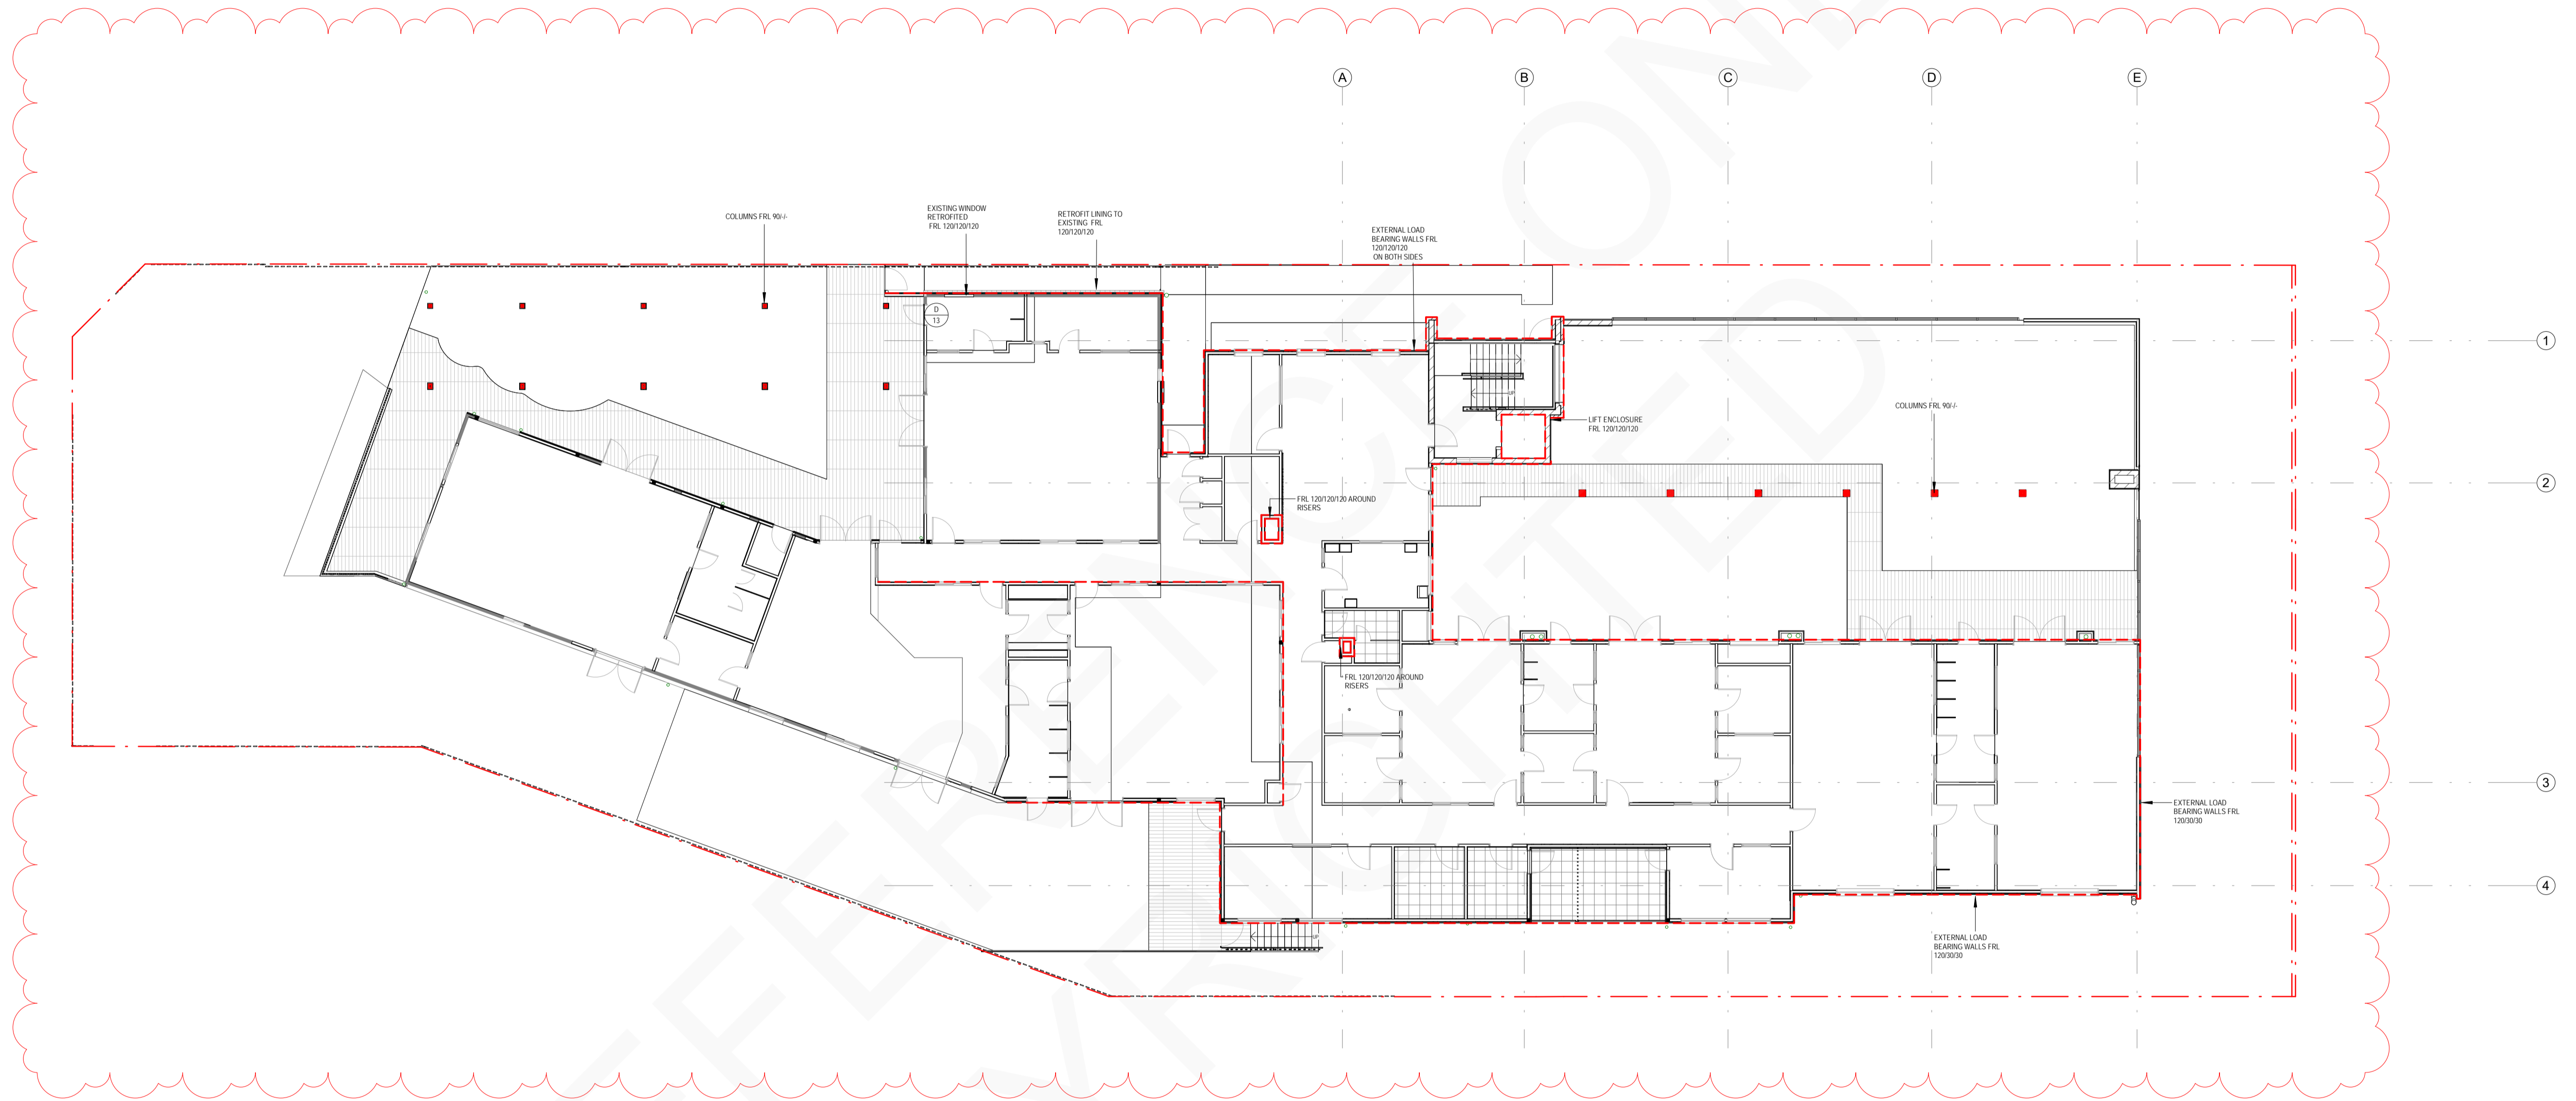 A
B
C
D
E
COLUMNS FRL 90/-/-
EXISTING WINDOW
RETROFITED
FRL 120/120/120
RETROFIT LINING TO
EXISTING FRL
120/120/120
EXTERNAL LOAD
BEARING WALLS FRL
120/120/120
ON BOTH SIDES
D
13
1
UP
COLUMNS FRL 90/-/-
LIFT ENCLOSURE
FRL 120/120/120
2
FRL 120/120/120 AROUND
RISERS
FRL 120/120/120 AROUND
RISERS
3
EXTERNAL LOAD
BEARING WALLS FRL
120/30/30
4
UP
EXTERNAL LOAD
BEARING WALLS FRL
120/30/30